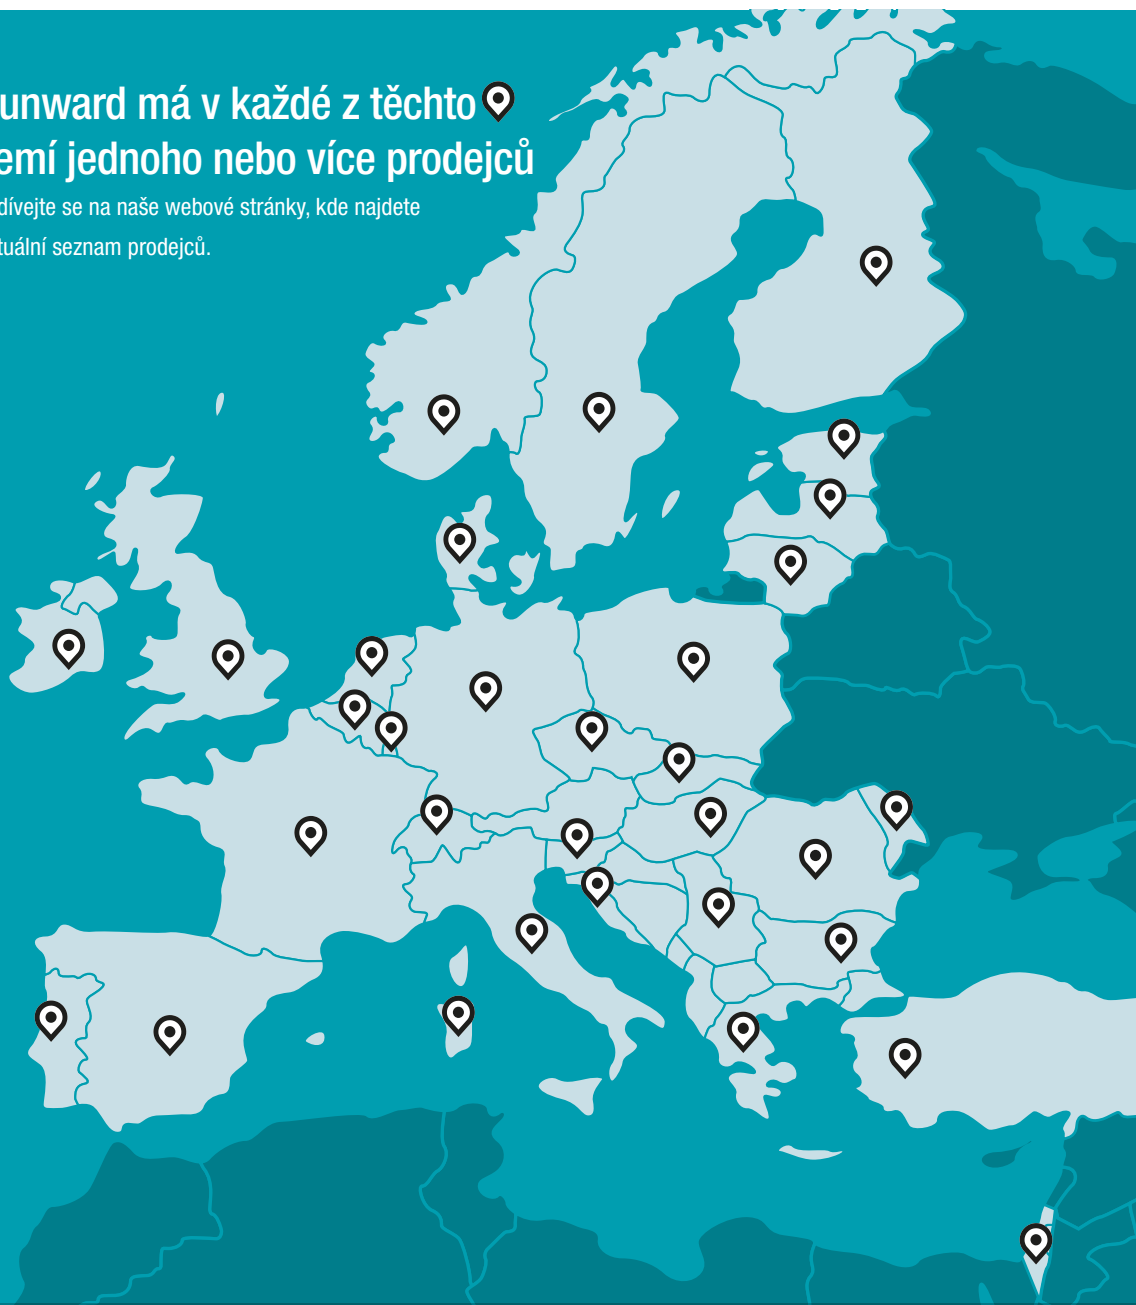 unward má v každé z těchto
emí jednoho nebo více prodejců
dívejte se na naše webové stránky, kde najdete
tuální seznam prodejců.